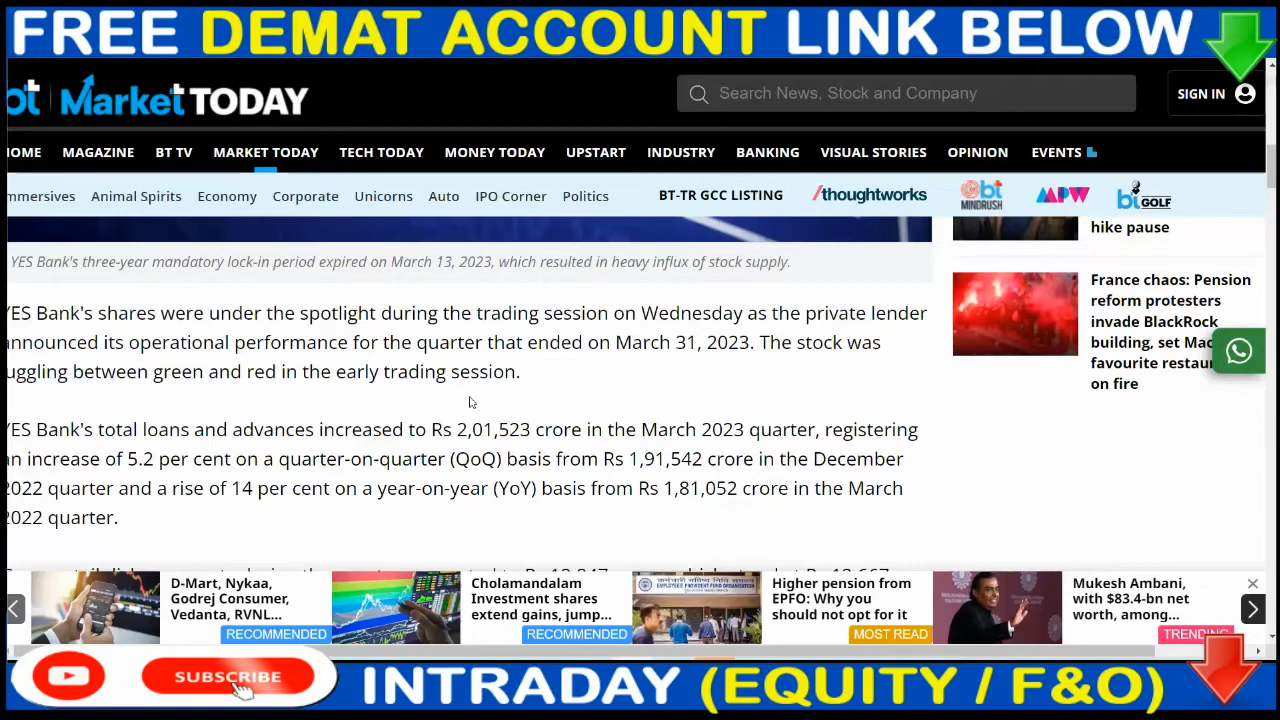 FREE DEMAT ACCOUNT LINK BELOW
bt Market TODAY
Search News, Stock and Company
SIGN IN
HOME MAGAZINE BT TV MARKET TODAY TECH TODAY MONEY TODAY UPSTART INDUSTRY BANKING VISUAL STORIES OPINION EVENTS
mmersives Animal Spirits Economy Corporate Unicorns Auto IPO Corner Politics BT-TR GCC LISTING /thoughtworks bt MINDRUSH MPW bt GOLF
hike pause
YES Bank's three-year mandatory lock-in period expired on March 13, 2023, which resulted in heavy influx of stock supply.
France chaos: Pension
reform protesters
invade BlackRock
building, set Mac
favourite restau
on fire
YES Bank's shares were under the spotlight during the trading session on Wednesday as the private lender
announced its operational performance for the quarter that ended on March 31, 2023. The stock was
uggling between green and red in the early trading session.
YES Bank's total loans and advances increased to Rs 2,01,523 crore in the March 2023 quarter, registering
an increase of 5.2 per cent on a quarter-on-quarter (QoQ) basis from Rs 1,91,542 crore in the December
2022 quarter and a rise of 14 per cent on a year-on-year (YoY) basis from Rs 1,81,052 crore in the March
2022 quarter.
D-Mart, Nykaa,
Godrej Consumer,
Vedanta, RVNL...
RECOMMENDED
Cholamandalam
Investment shares
extend gains, jump...
RECOMMENDED
Higher pension from
EPFO: Why you
should not opt for it
MOST READ
Mukesh Ambani,
with $83.4-bn net
worth, among...
TRENDING
SUBSCRIBE
INTRADAY (EQUITY / F&O)